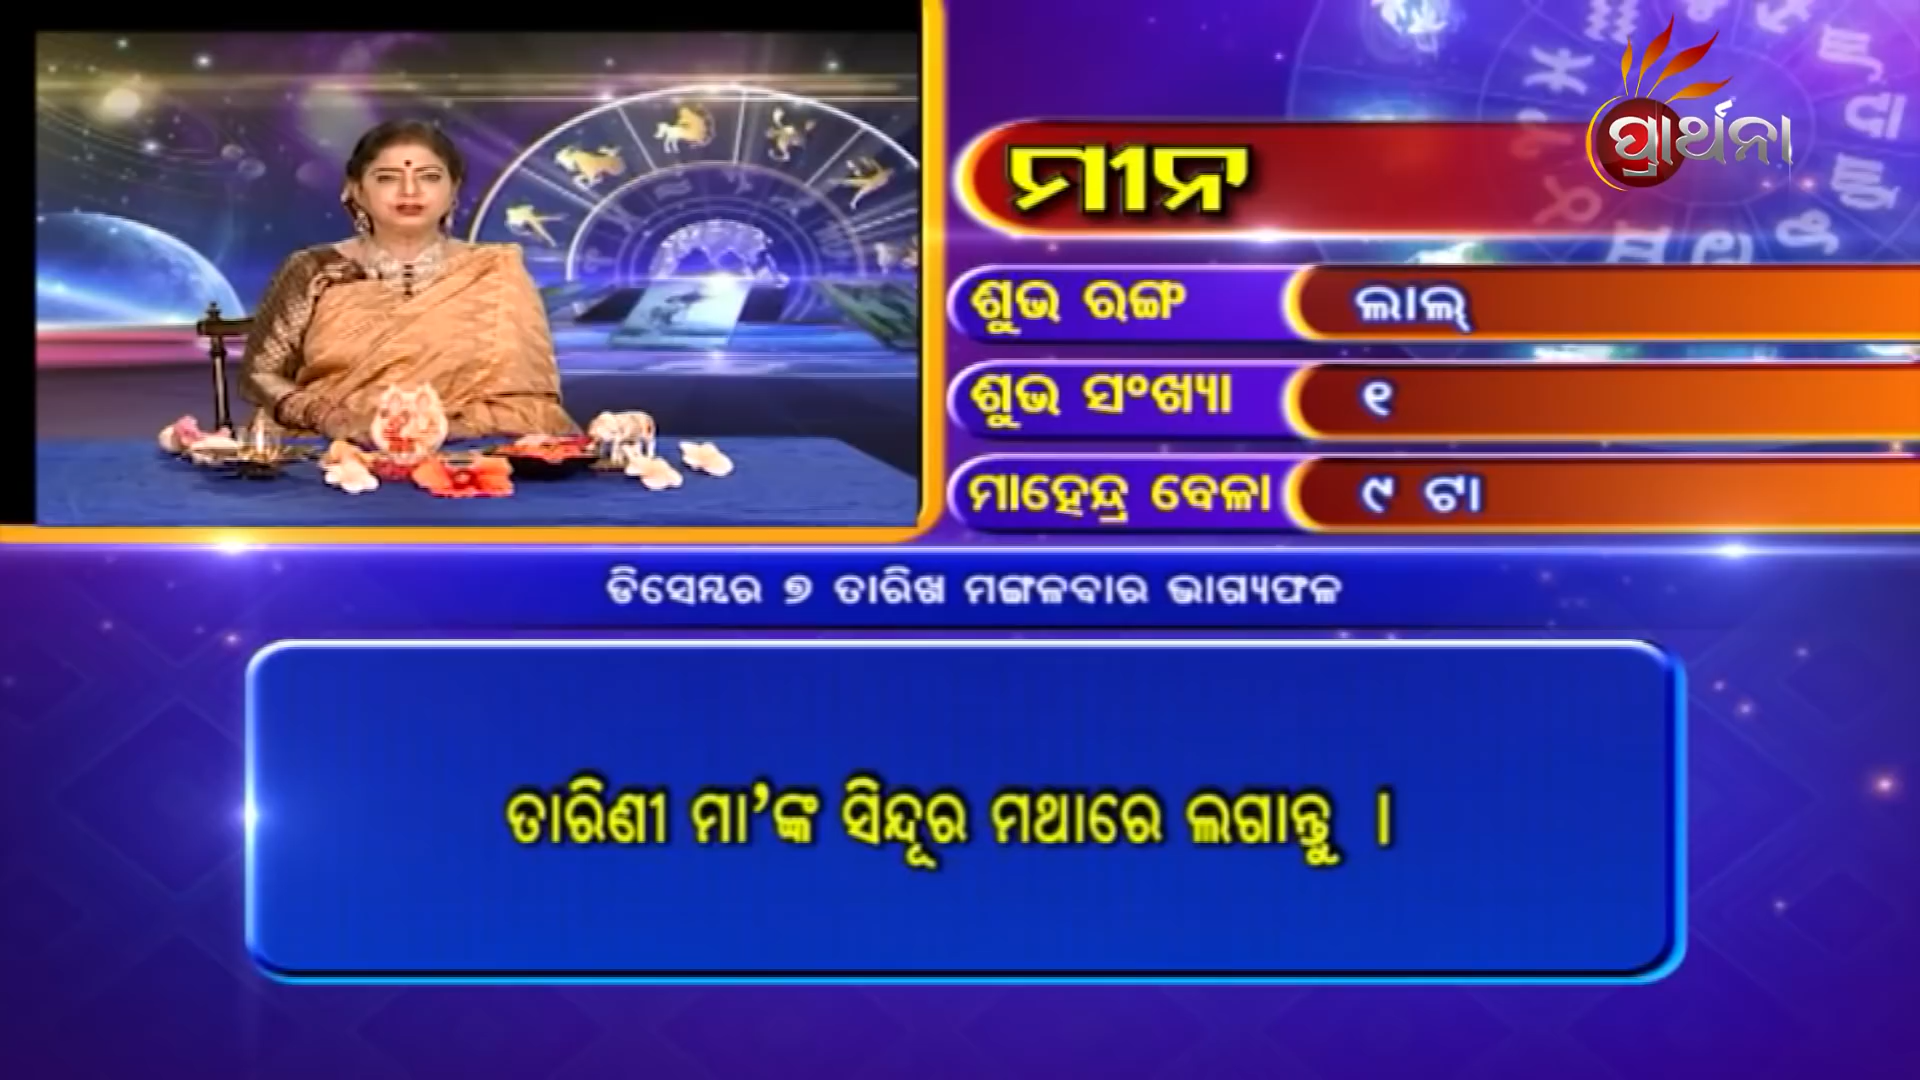 ପ୍ରାର୍ଥନା
ମୀନ
ଶୁଭ ରଙ୍ଗ ଲାଲ୍
ଶୁଭ ସଂଖ୍ୟା ୧
ମାହେନ୍ଦ୍ର ବେଳା ୯ ଟା
ଡିସେମ୍ବର ୭ ତାରିଖ ମଙ୍ଗଳବାର ଭାଗ୍ୟଫଳ
ତାରିଣୀ ମା’ଙ୍କ ସିନ୍ଦୂର ମଥାରେ ଲଗାନ୍ତୁ ।